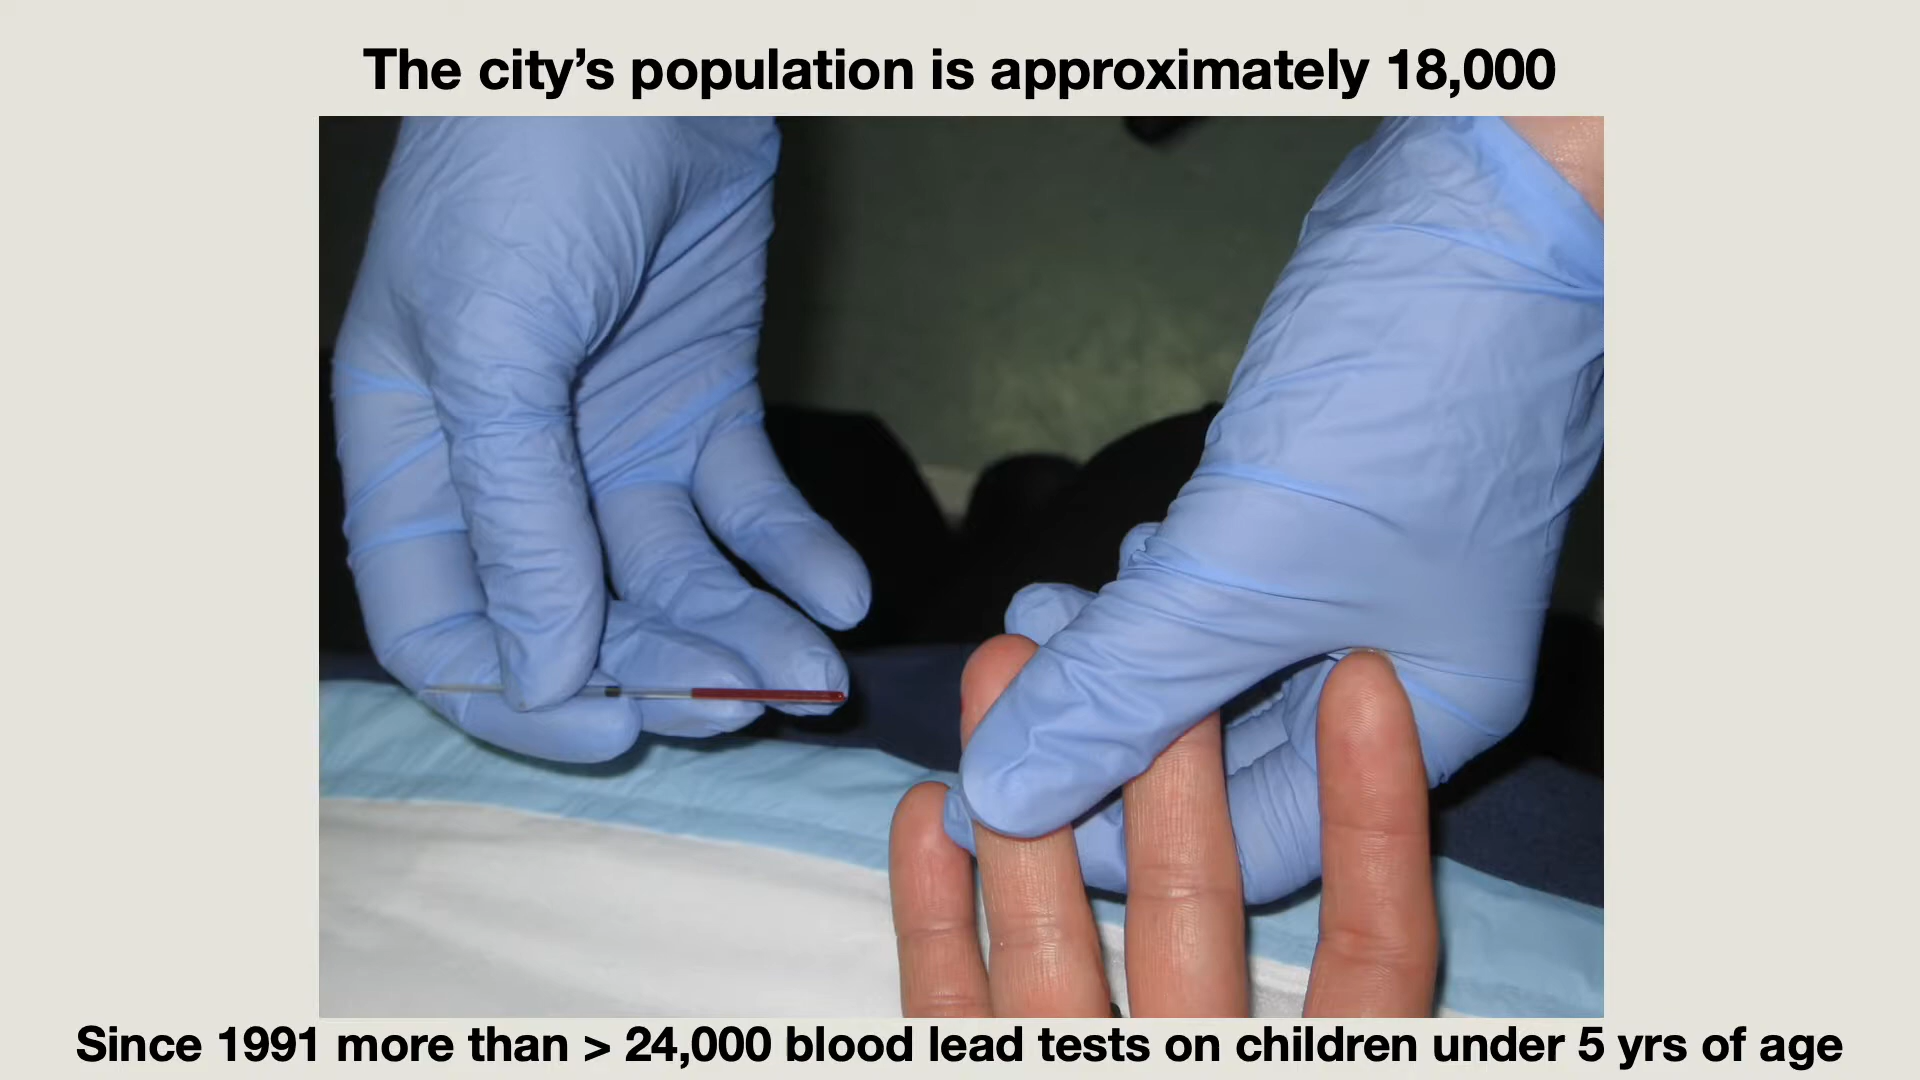 The city’s population is approximately 18,000
Since 1991 more than > 24,000 blood lead tests on children under 5 yrs of age